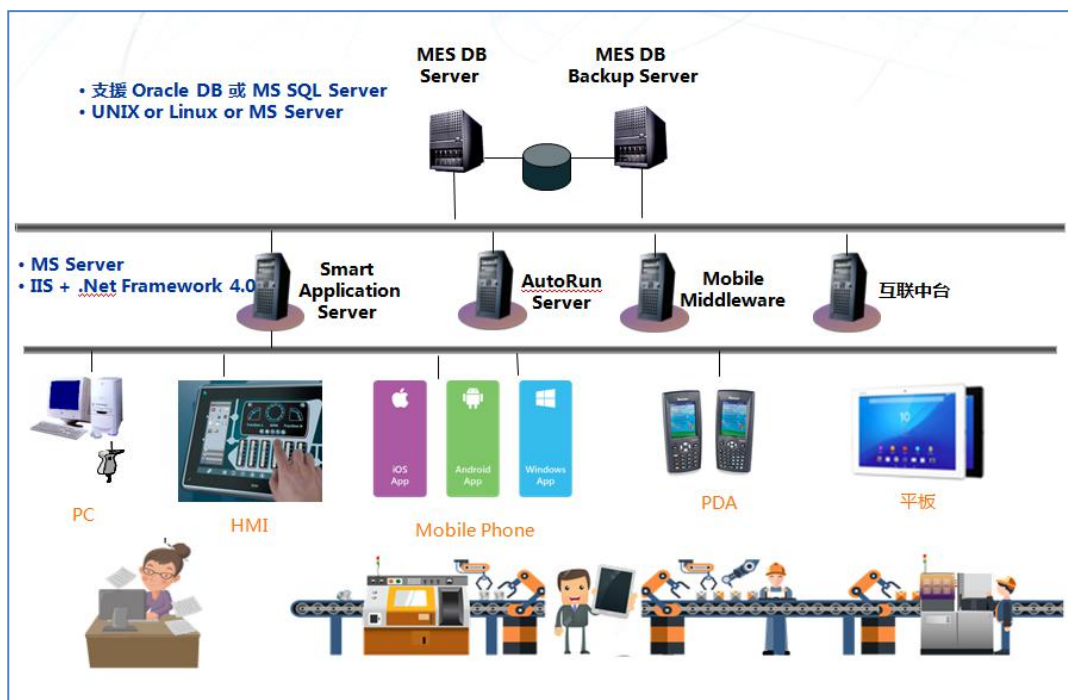 MES DB
Server
MES DB
Backup Server
• 支援 Oracle DB 或 MS SQL Server
• UNIX or Linux or MS Server
• MS Server
• IIS + .Net Framework 4.0
Smart
Application
Server
AutoRun
Server
Mobile
Middleware
互联中台
iOS
App
Android
App
Windows
App
PC
HMI
Mobile Phone
PDA
平板